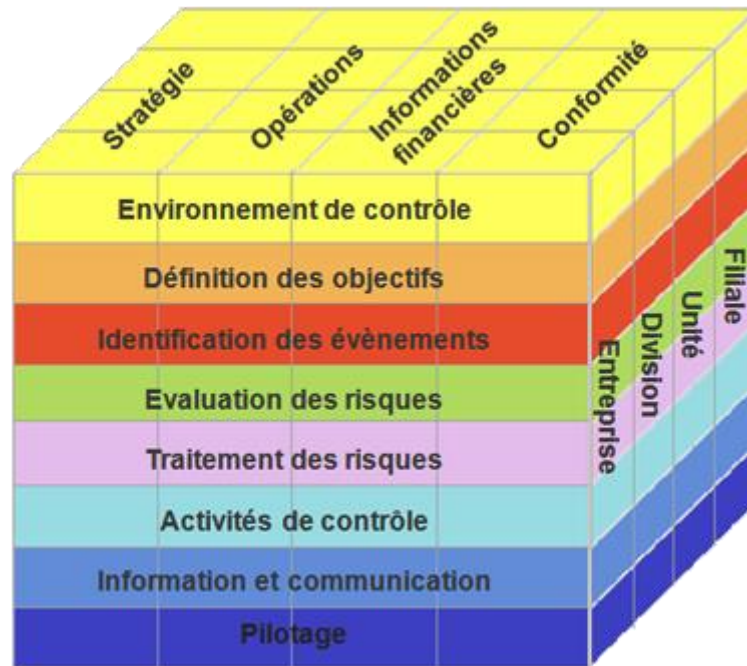 Stratégie
Opérations
Informations
financières
Conformité
Environnement de contrôle
Définition des objectifs
Identification des évènements
Evaluation des risques
Traitement des risques
Activités de contrôle
Information et communication
Pilotage
Entreprise
Division
Unité
Filiale